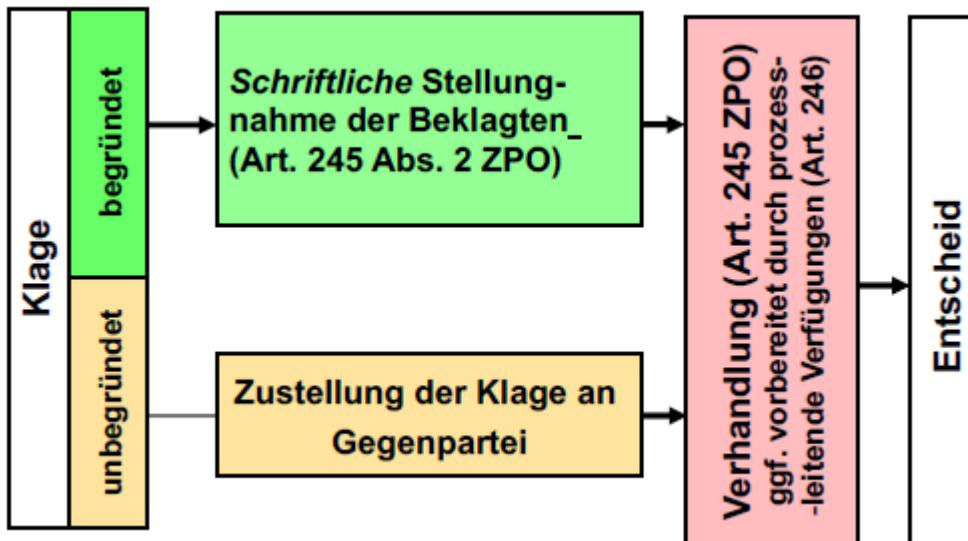 Klage
begründet
unbegründet
Schriftliche Stellung-
nahme der Beklagten_
(Art. 245 Abs. 2 ZPO)
Zustellung der Klage an
Gegenpartei
Verhandlung (Art. 245 ZPO)
ggf. vorbereitet durch prozess-
-leitende Verfügungen (Art. 246)
Entscheid